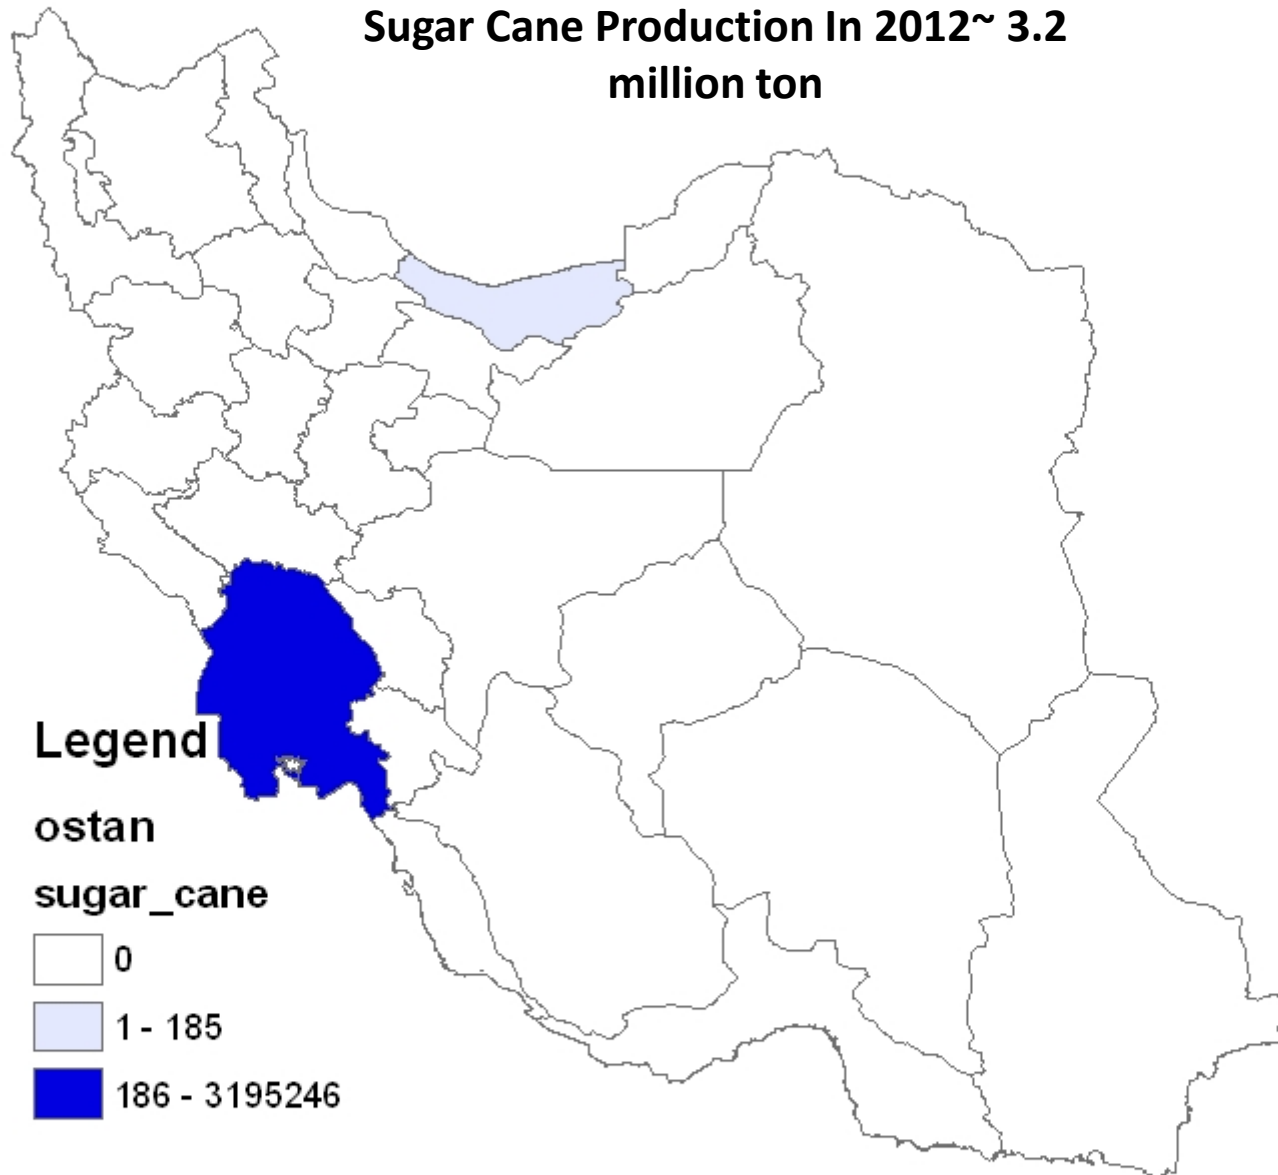 Sugar Cane Production In 2012~ 3.2
million ton
Legend
ostan
sugar_cane
0
1 - 185
186 - 3195246